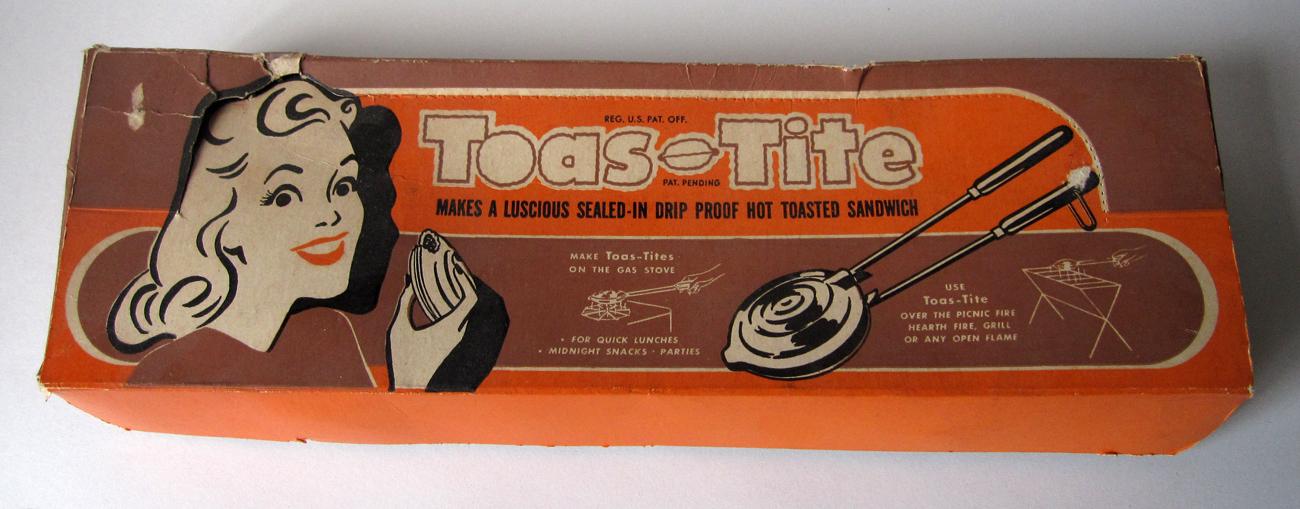 REG. U.S. PAT. OFF.
Toas-Tite
PAT. PENDING
MAKES A LUSCIOUS SEALED-IN DRIP PROOF HOT TOASTED SANDWICH
MAKE Toas-Tites
ON THE GAS STOVE
• FOR QUICK LUNCHES
• MIDNIGHT SNACKS · PARTIES
USE
Toas-Tite
OVER THE PICNIC FIRE
HEARTH FIRE, GRILL
OR ANY OPEN FLAME